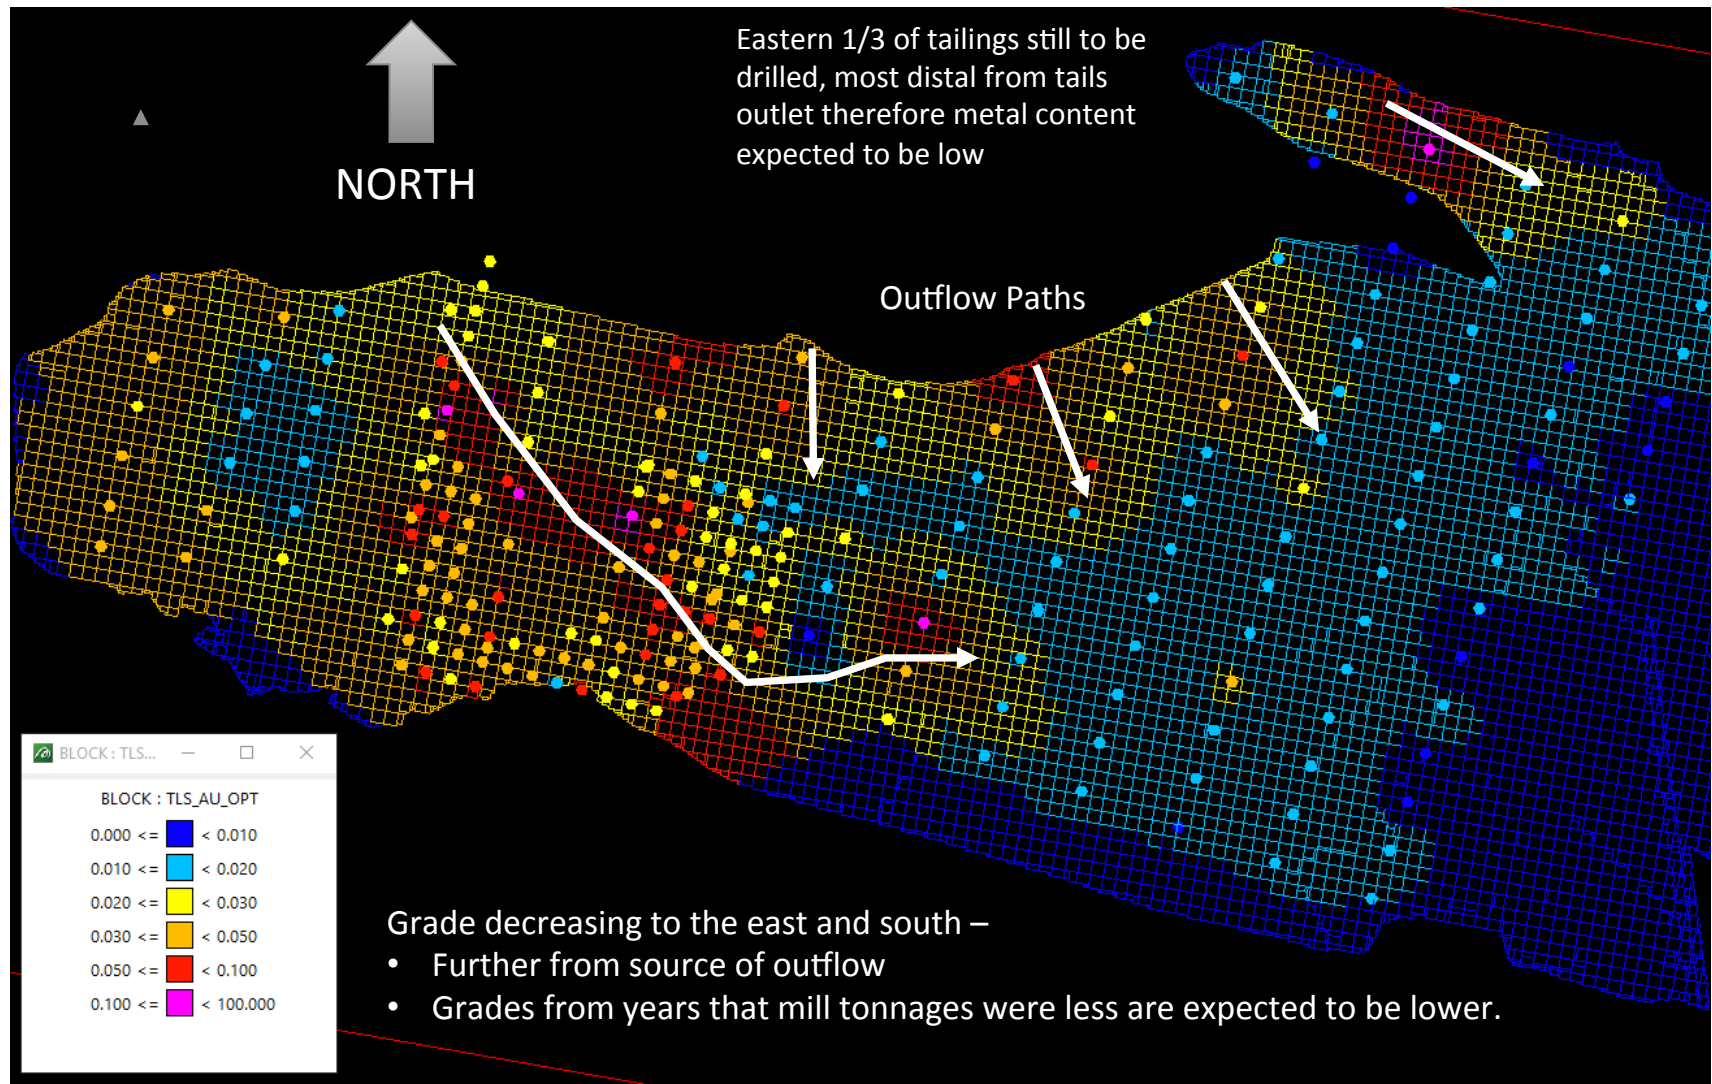 Eastern 1/3 of tailings still to be
drilled, most distal from tails
outlet therefore metal content
expected to be low
NORTH
Outflow Paths
BLOCK : TLS...
BLOCK : TLS_AU_OPT
0.000 <= < 0.010
0.010 <= < 0.020
0.020 <= < 0.030
0.030 <= < 0.050
0.050 <= < 0.100
0.100 <= < 100.000
Grade decreasing to the east and south –
• Further from source of outflow
• Grades from years that mill tonnages were less are expected to be lower.